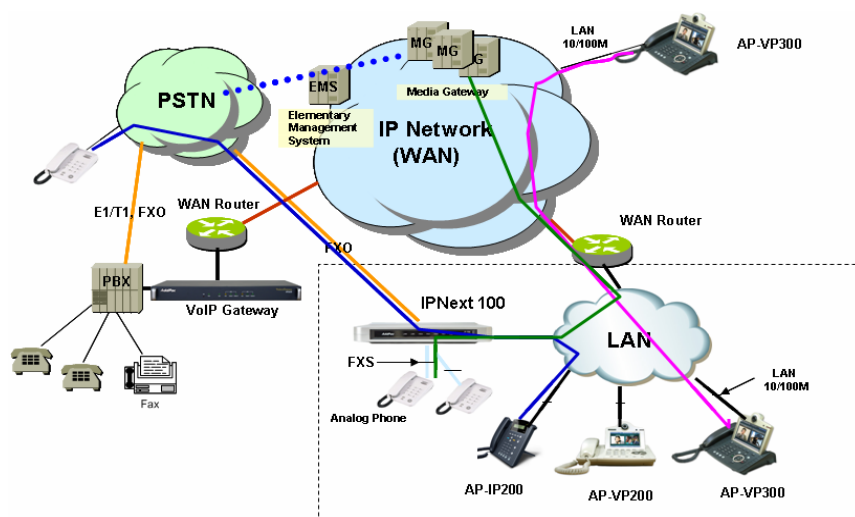 MG
MG
G
LAN
10/100M
AP-VP300
PSTN
EMS
Media Gateway
Elementary
Management
System
IP Network
(WAN)
E1/T1, FXO
WAN Router
WAN Router
FXO
PBX
VoIP Gateway
IPNext 100
LAN
FXS
LAN
10/100M
Analog Phone
Fax
AP-IP200
AP-VP200
AP-VP300